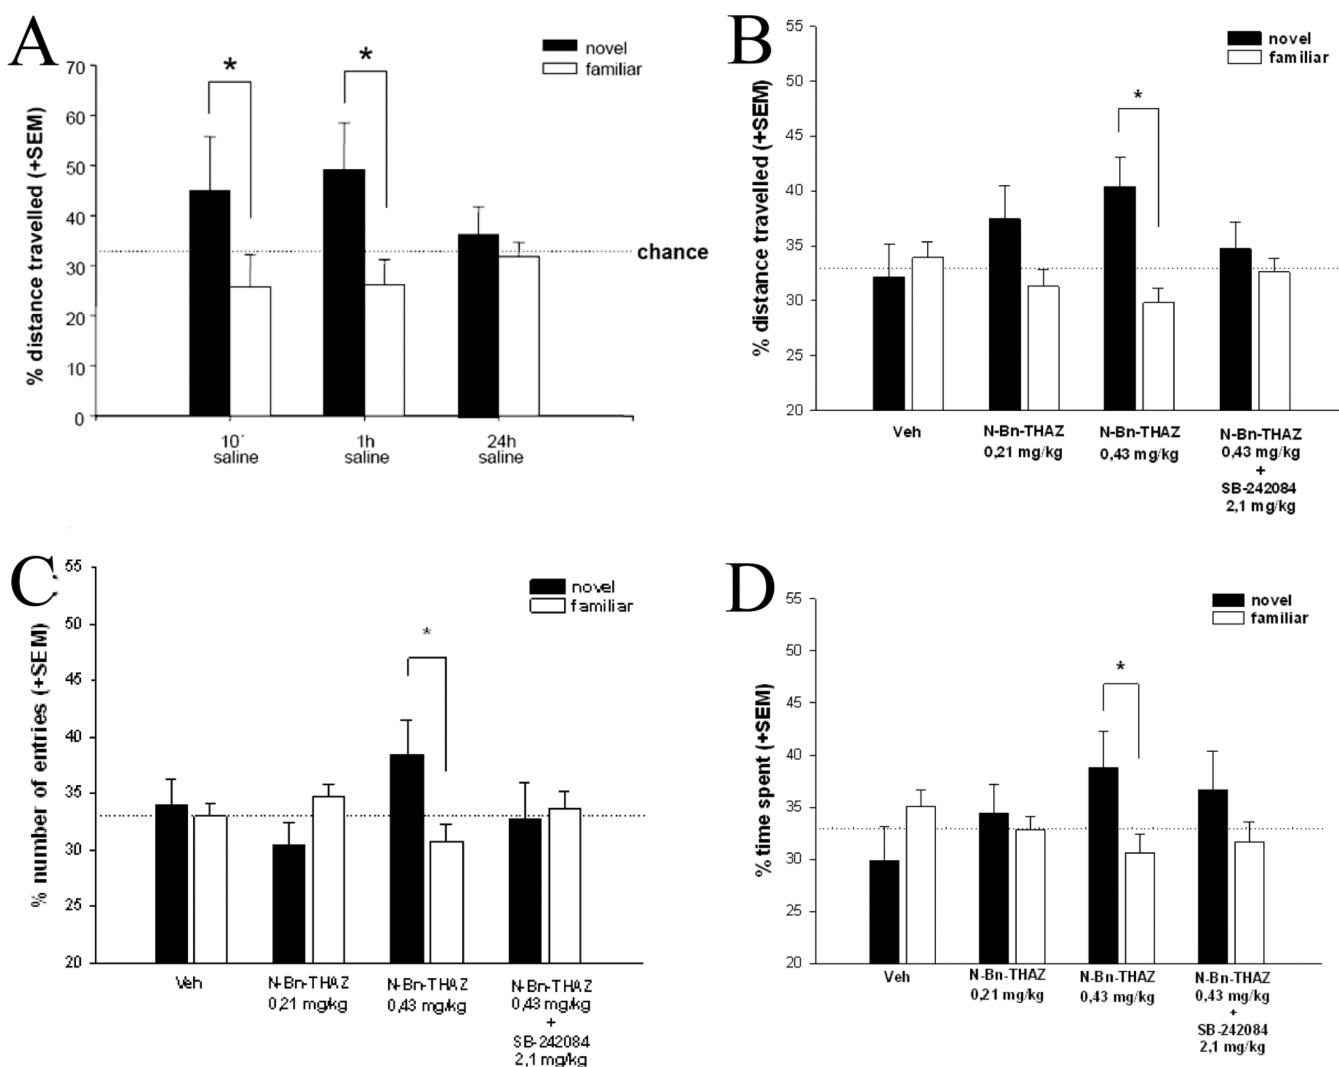 A
novel
familiar
% distance travelled (+SEM)
70
60
50
40
30
20
10
0
*
*
chance
10´
saline
1h
saline
24h
saline
B
novel
familiar
% distance travelled (+SEM)
55
50
45
40
35
30
25
20
*
Veh
N-Bn-THAZ
0,21 mg/kg
N-Bn-THAZ
0,43 mg/kg
N-Bn-THAZ
0,43 mg/kg
+
SB-242084
2,1 mg/kg
C
novel
familiar
% number of entries (+SEM)
55
50
45
40
35
30
25
20
*
Veh
N-Bn-THAZ
0,21 mg/kg
N-Bn-THAZ
0,43 mg/kg
N-Bn-THAZ
0,43 mg/kg
+
SB-242084
2,1 mg/kg
D
novel
familiar
% time spent (+SEM)
55
50
45
40
35
30
25
20
*
Veh
N-Bn-THAZ
0,21 mg/kg
N-Bn-THAZ
0,43 mg/kg
N-Bn-THAZ
0,43 mg/kg
+
SB-242084
2,1 mg/kg